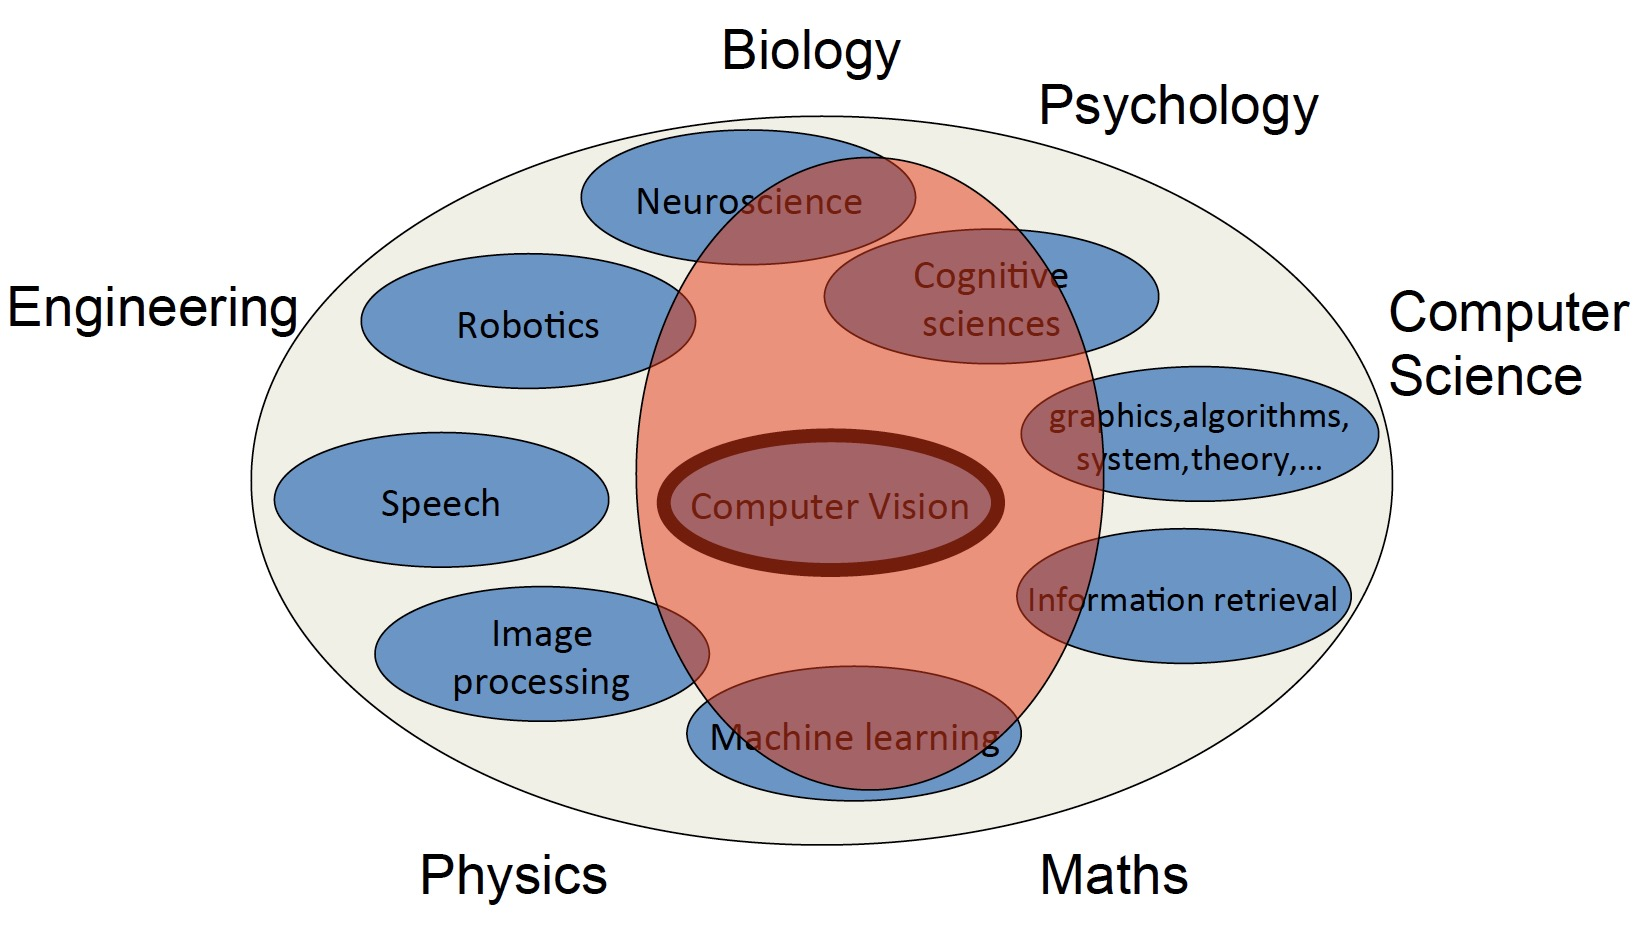 Biology
Psychology
Neuroscience
Cognitive
sciences
Engineering
Robotics
Computer
Science
graphics,algorithms,
system,theory,...
Speech
Computer Vision
Information retrieval
Image
processing
Machine learning
Physics
Maths